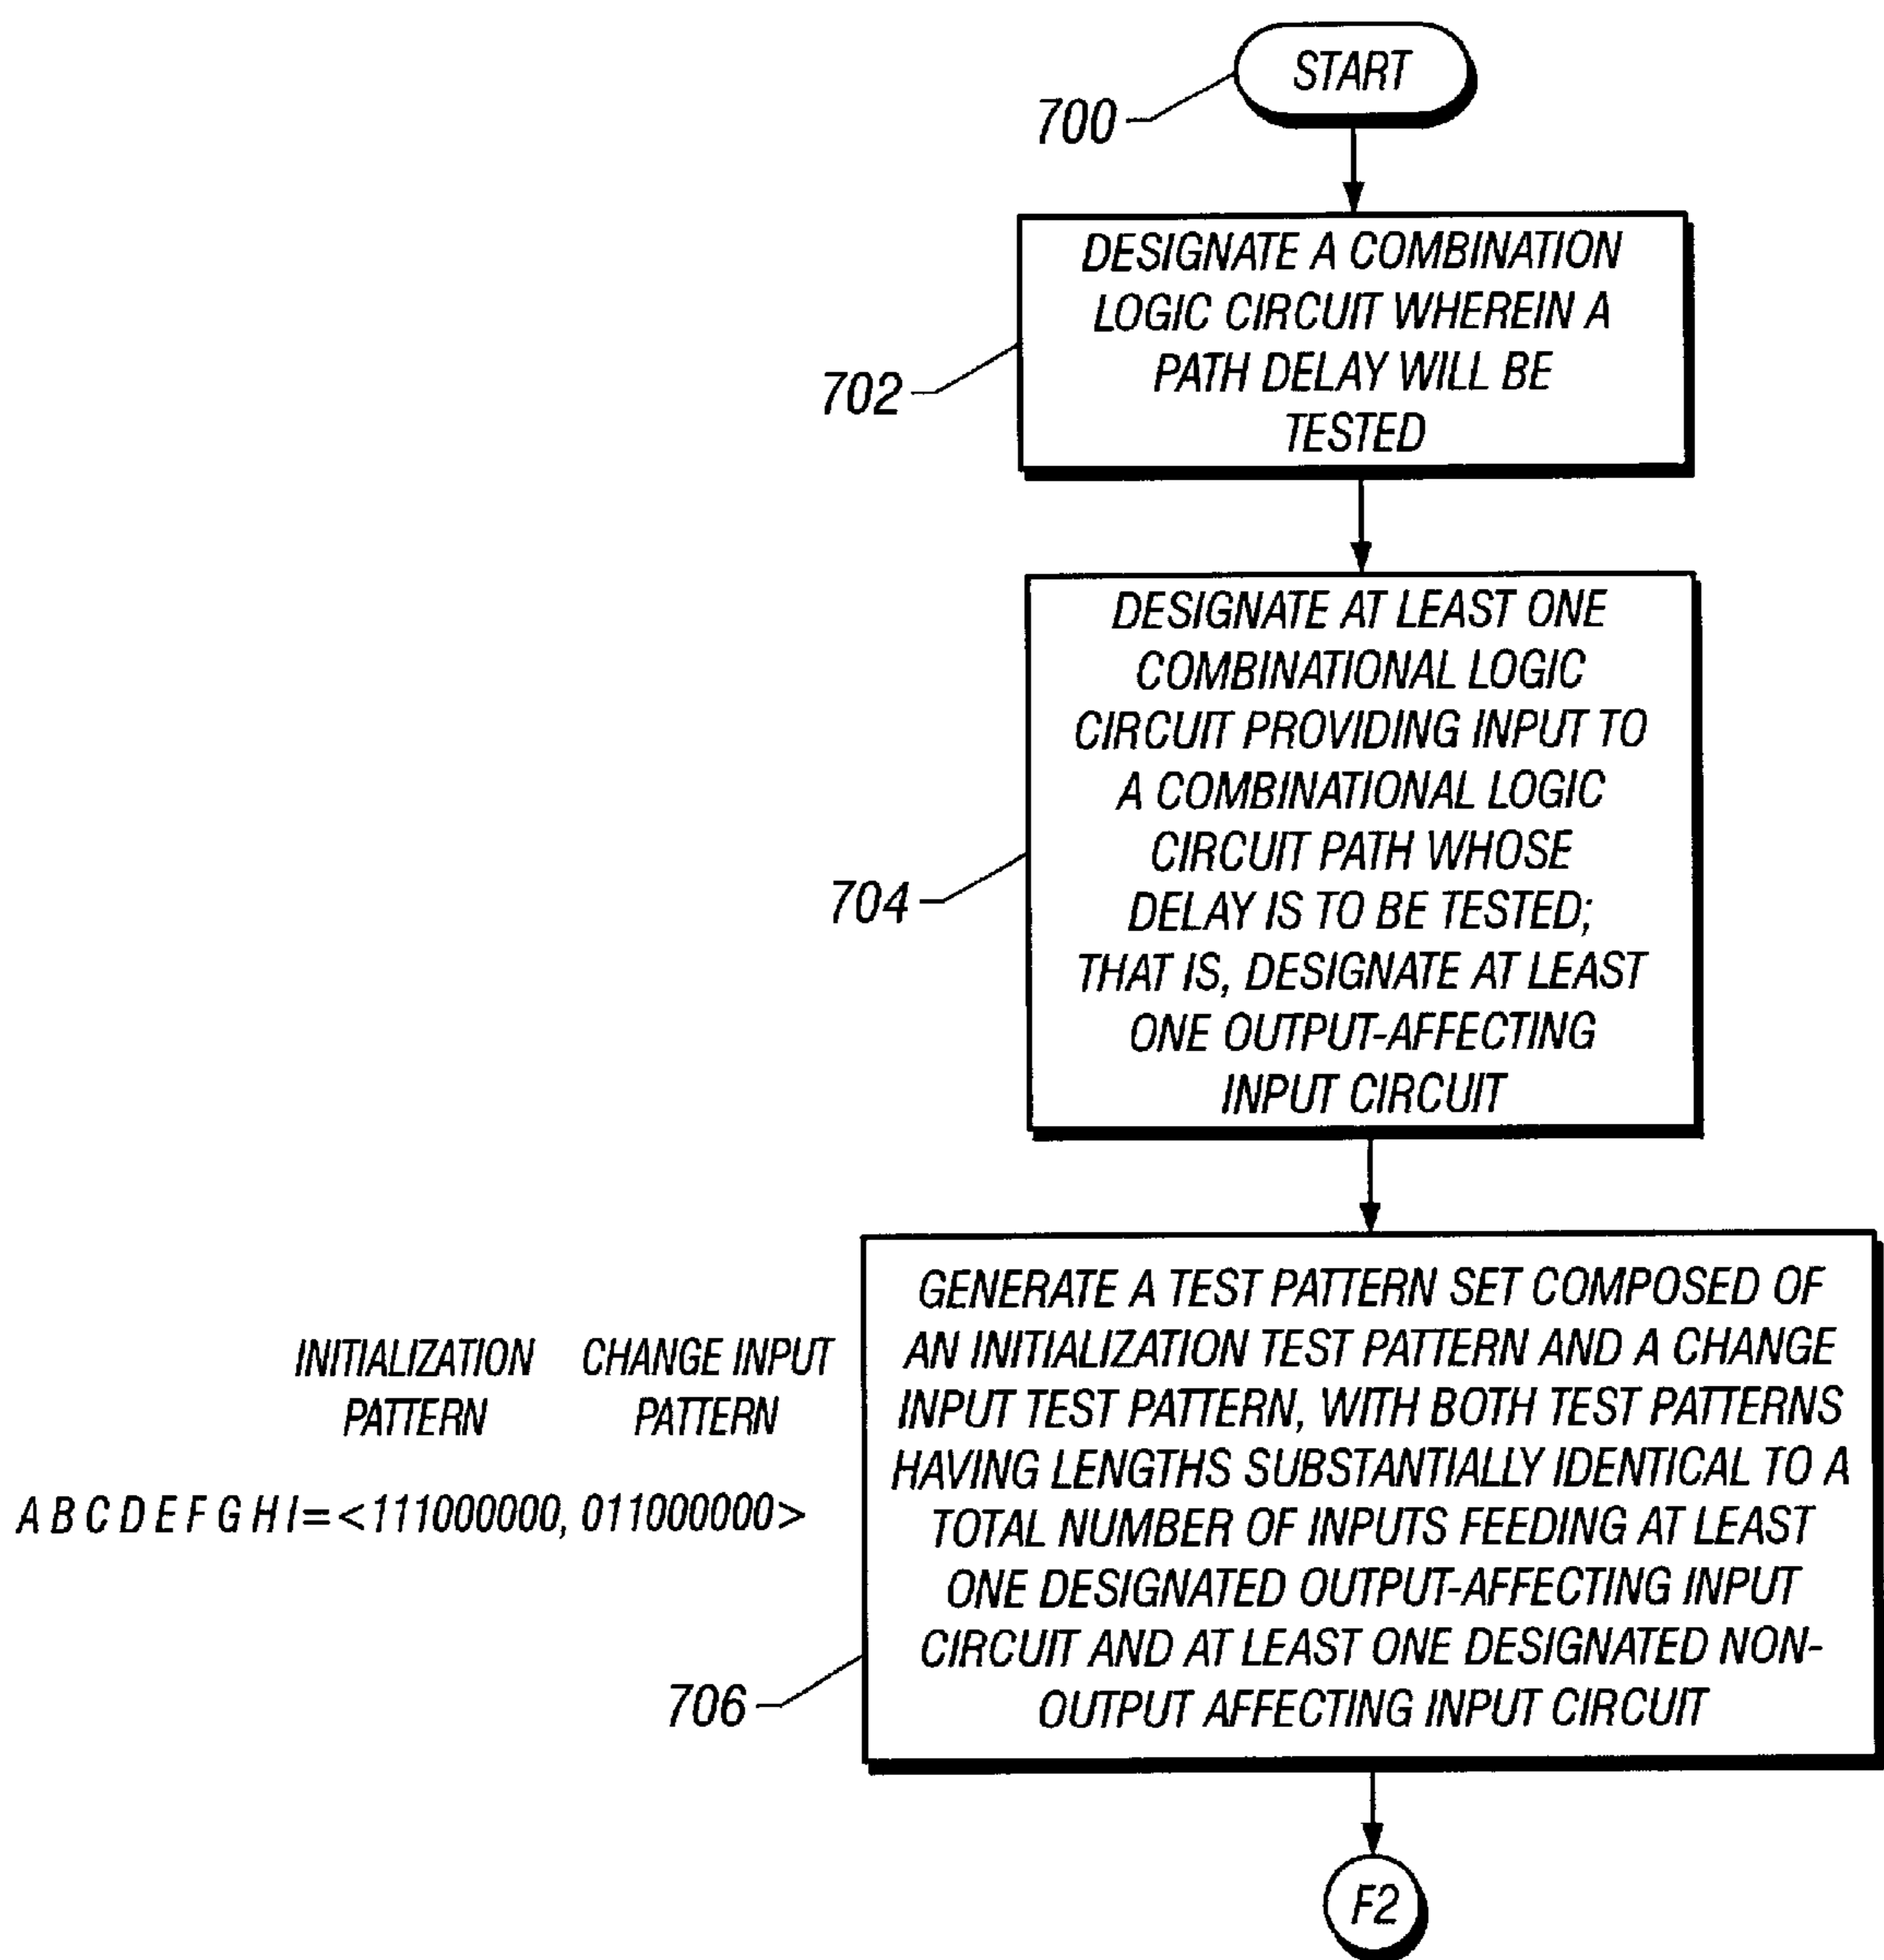 START
700
DESIGNATE A COMBINATION
LOGIC CIRCUIT WHEREIN A
PATH DELAY WILL BE
TESTED
702
DESIGNATE AT LEAST ONE
COMBINATIONAL LOGIC
CIRCUIT PROVIDING INPUT TO
A COMBINATIONAL LOGIC
CIRCUIT PATH WHOSE
DELAY IS TO BE TESTED;
THAT IS, DESIGNATE AT LEAST
ONE OUTPUT-AFFECTING
INPUT CIRCUIT
704
GENERATE A TEST PATTERN SET COMPOSED OF
AN INITIALIZATION TEST PATTERN AND A CHANGE
INPUT TEST PATTERN, WITH BOTH TEST PATTERNS
HAVING LENGTHS SUBSTANTIALLY IDENTICAL TO A
TOTAL NUMBER OF INPUTS FEEDING AT LEAST
ONE DESIGNATED OUTPUT-AFFECTING INPUT
CIRCUIT AND AT LEAST ONE DESIGNATED NON-
OUTPUT AFFECTING INPUT CIRCUIT
706
INITIALIZATION CHANGE INPUT
PATTERN PATTERN
A B C D E F G H I = <111000000, 011000000>
F2